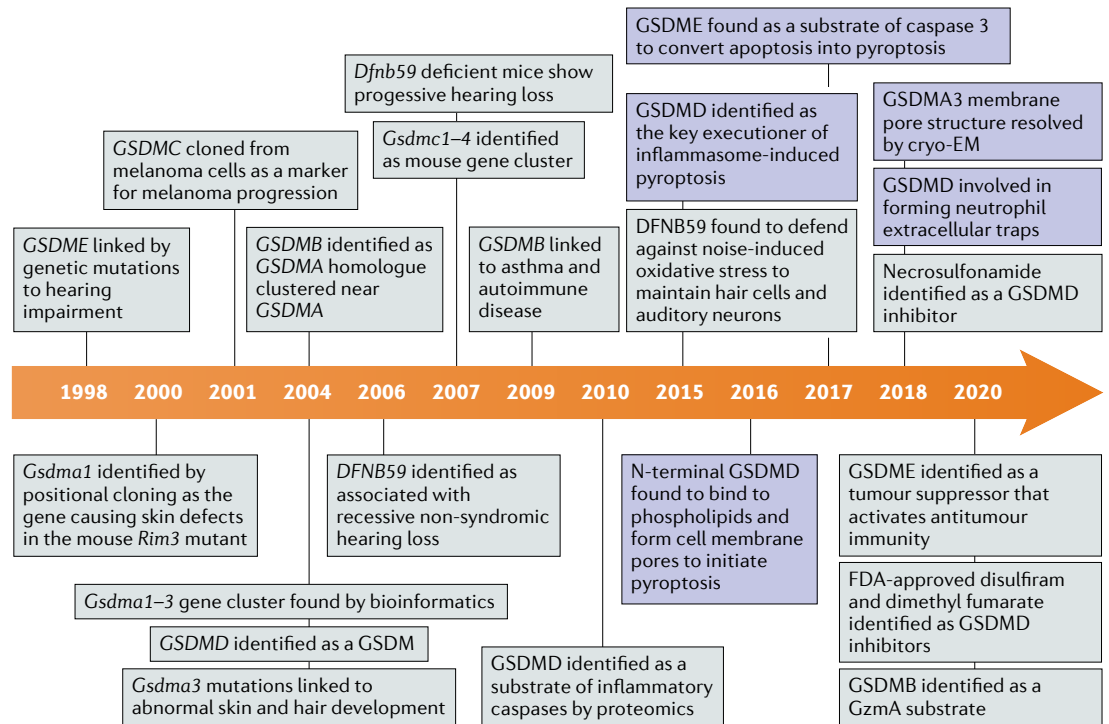 GSDME found as a substrate of caspase 3
to convert apoptosis into pyroptosis
Dfnb59 deficient mice show
progessive hearing loss
GSDMD identified as
the key executioner of
inflammasome-induced
pyroptosis
GSDMA3 membrane
pore structure resolved
by cryo-EM
GSDMC cloned from
melanoma cells as a marker
for melanoma progression
Gsdmc1–4 identified
as mouse gene cluster
GSDMD involved in
forming neutrophil
extracellular traps
GSDME linked by
genetic mutations
to hearing
impairment
GSDMB identified as
GSDMA homologue
clustered near
GSDMA
GSDMB linked
to asthma and
autoimmune
disease
DFNB59 found to defend
against noise-induced
oxidative stress to
maintain hair cells and
auditory neurons
Necrosulfonamide
identified as a GSDMD
inhibitor
1998 2000 2001 2004 2006 2007 2009 2010 2015 2016 2017 2018 2020
Gsdma1 identified by
positional cloning as the
gene causing skin defects
in the mouse Rim3 mutant
DFNB59 identified as
associated with
recessive non-syndromic
hearing loss
N-terminal GSDMD
found to bind to
phospholipids and
form cell membrane
pores to initiate
pyroptosis
GSDME identified as a
tumour suppressor that
activates antitumour
immunity
Gsdma1–3 gene cluster found by bioinformatics
GSDMD identified as a GSDM
Gsdma3 mutations linked to
abnormal skin and hair development
GSDMD identified as a
substrate of inflammatory
caspases by proteomics
FDA-approved disulfiram
and dimethyl fumarate
identified as GSDMD
inhibitors
GSDMB identified as a
GzmA substrate